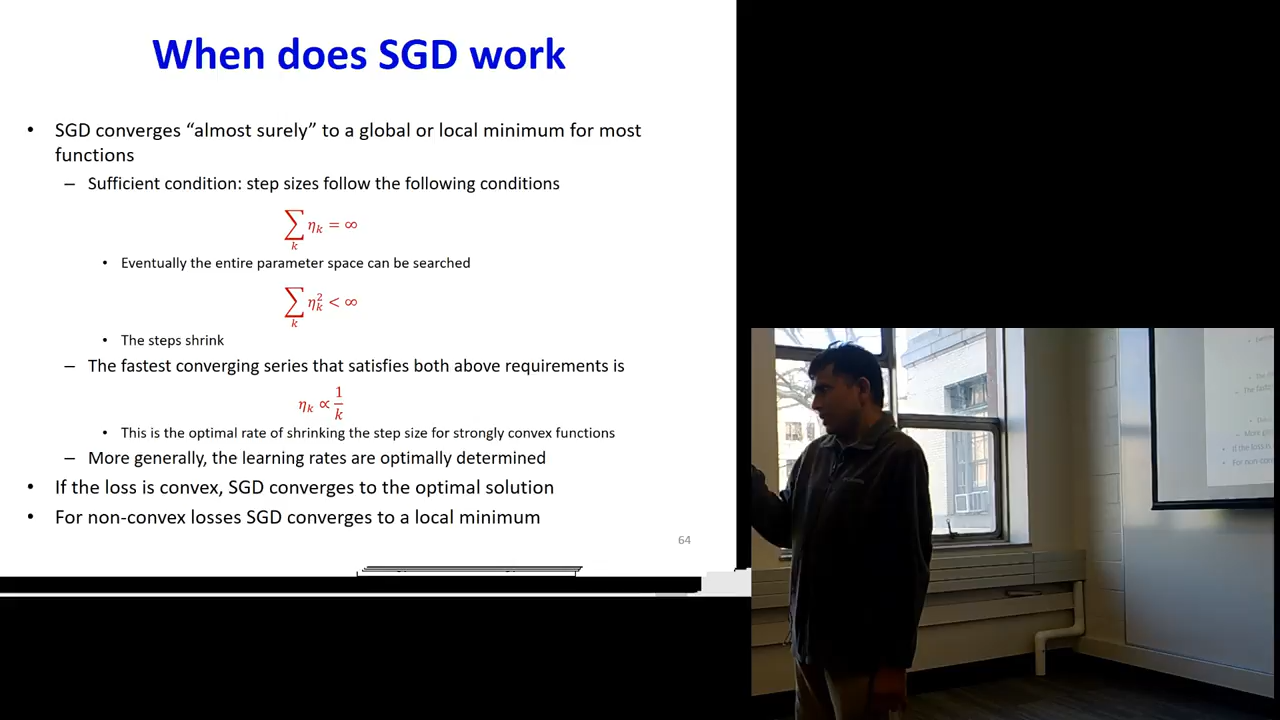 When does SGD work
• SGD converges “almost surely” to a global or local minimum for most
functions
– Sufficient condition: step sizes follow the following conditions
∑ₖ ηₖ = ∞
• Eventually the entire parameter space can be searched
∑ₖ ηₖ² < ∞
• The steps shrink
– The fastest converging series that satisfies both above requirements is
ηₖ ∝ 1/k
• This is the optimal rate of shrinking the step size for strongly convex functions
– More generally, the learning rates are optimally determined
• If the loss is convex, SGD converges to the optimal solution
• For non-convex losses SGD converges to a local minimum
64